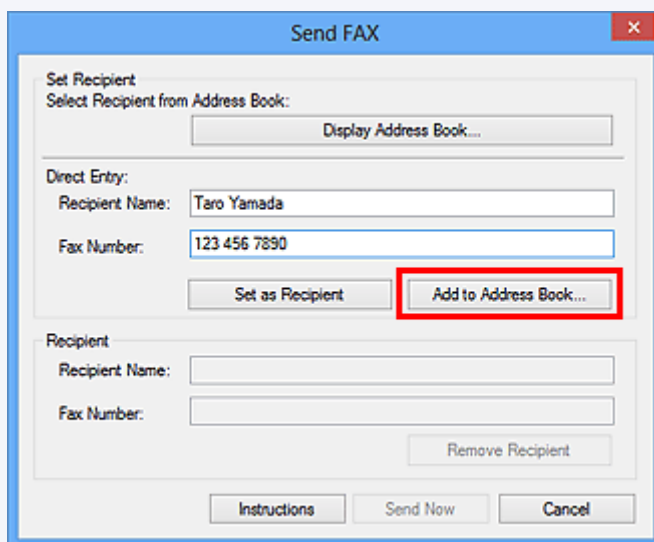 Send FAX
Set Recipient
Select Recipient from Address Book:
Display Address Book...
Direct Entry:
Recipient Name: Taro Yamada
Fax Number: 123 456 7890
Set as Recipient Add to Address Book...
Recipient
Recipient Name:
Fax Number:
Remove Recipient
Instructions Send Now Cancel